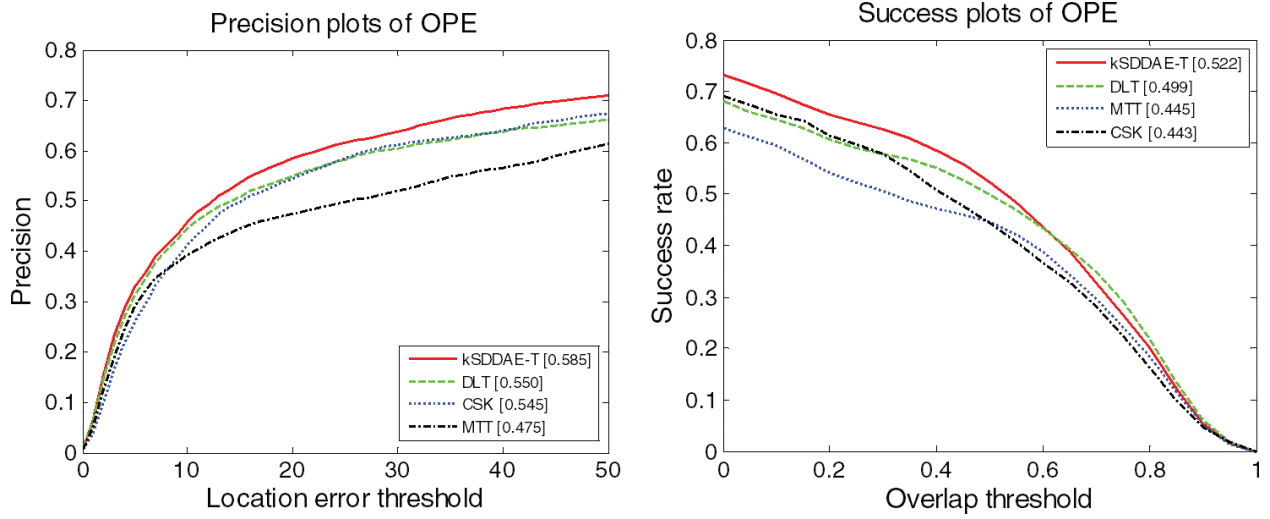 Precision plots of OPE
0.8
0.7
0.6
0.5
0.4
0.3
0.2
0.1
0
Precision
kSDDAE-T [0.585]
DLT [0.550]
CSK [0.545]
MTT [0.475]
0 10 20 30 40 50
Location error threshold
Success plots of OPE
0.8
0.7
0.6
0.5
0.4
0.3
0.2
0.1
0
Success rate
kSDDAE-T [0.522]
DLT [0.499]
MTT [0.445]
CSK [0.443]
0 0.2 0.4 0.6 0.8 1
Overlap threshold